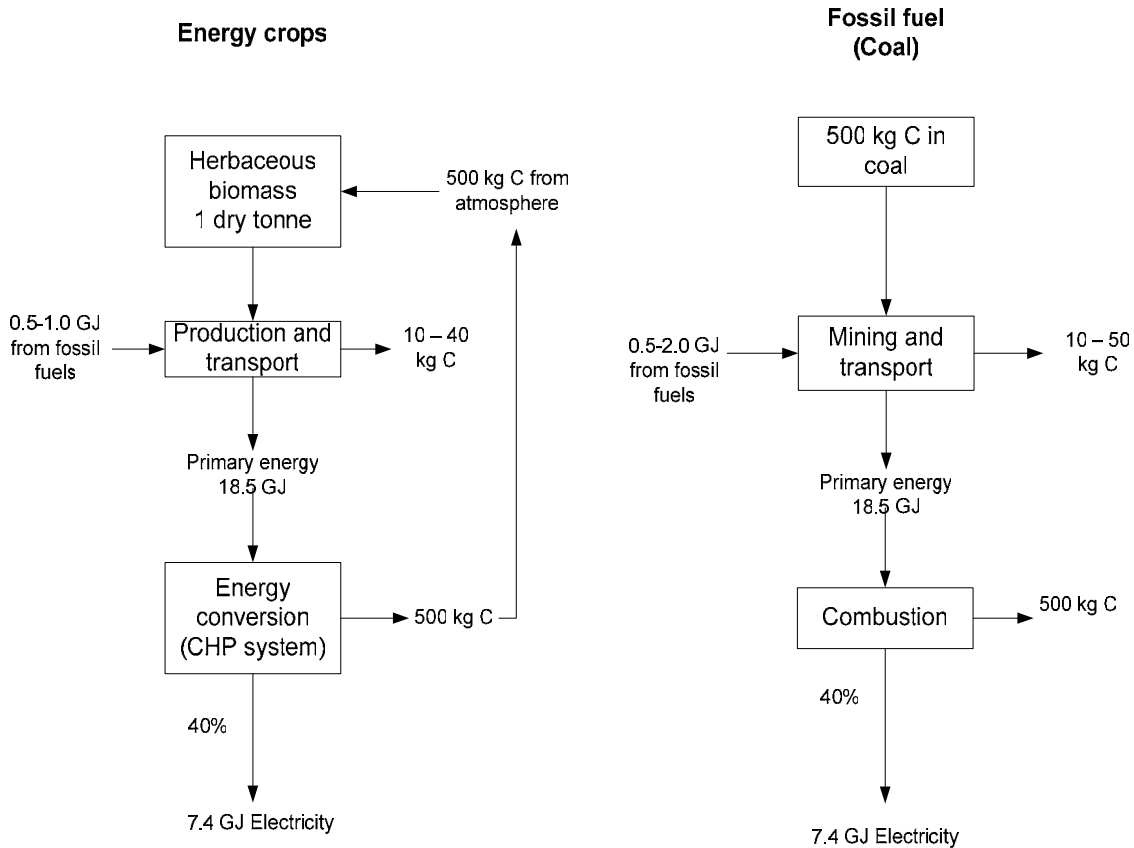 Energy crops
Herbaceous
biomass
1 dry tonne
500 kg C from
atmosphere
0.5-1.0 GJ
from fossil
fuels
Production and
transport
10 – 40
kg C
Primary energy
18.5 GJ
Energy
conversion
(CHP system)
500 kg C
40%
7.4 GJ Electricity
Fossil fuel
(Coal)
500 kg C in
coal
0.5-2.0 GJ
from fossil
fuels
Mining and
transport
10 – 50
kg C
Primary energy
18.5 GJ
Combustion
500 kg C
40%
7.4 GJ Electricity